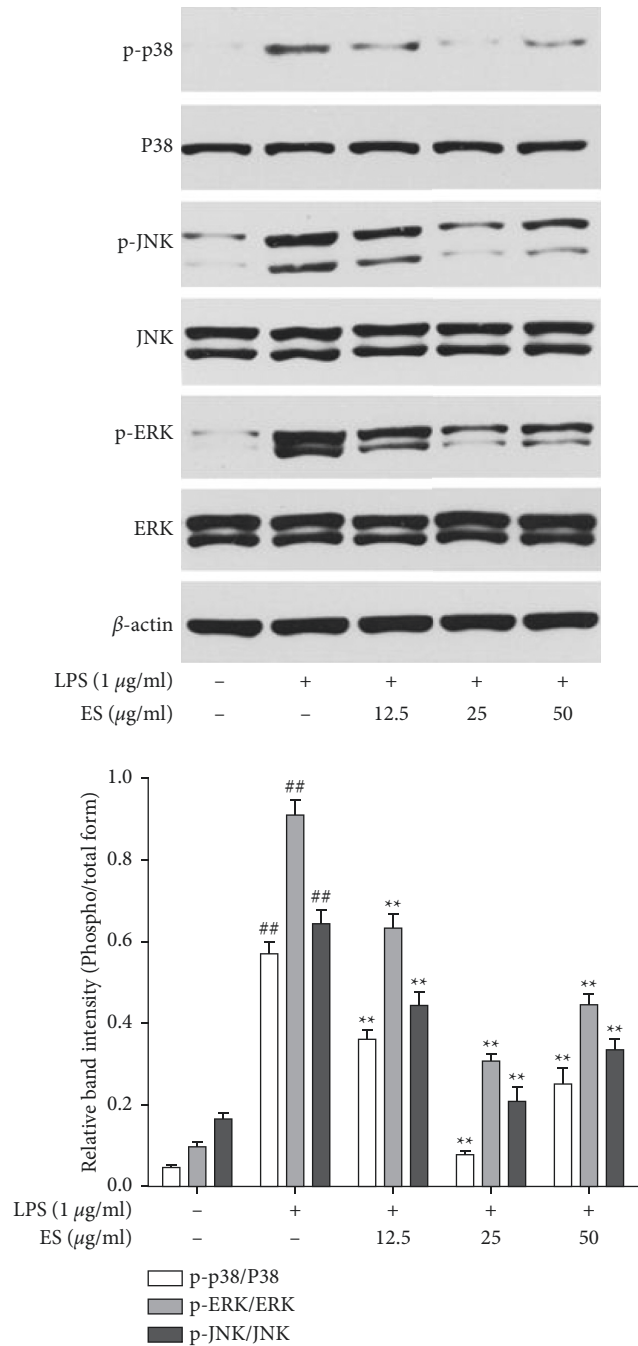 p-p38
P38
p-JNK
JNK
p-ERK
ERK
β-actin
LPS (1 μg/ml) – + + + +
ES (μg/ml) – – 12.5 25 50
Relative band intensity (Phospho/total form)
1.0
0.8
0.6
0.4
0.2
0.0
## ## ##
** ** **
** ** **
** ** **
LPS (1 μg/ml) – + + + +
ES (μg/ml) – – 12.5 25 50
p-p38/P38
p-ERK/ERK
p-JNK/JNK